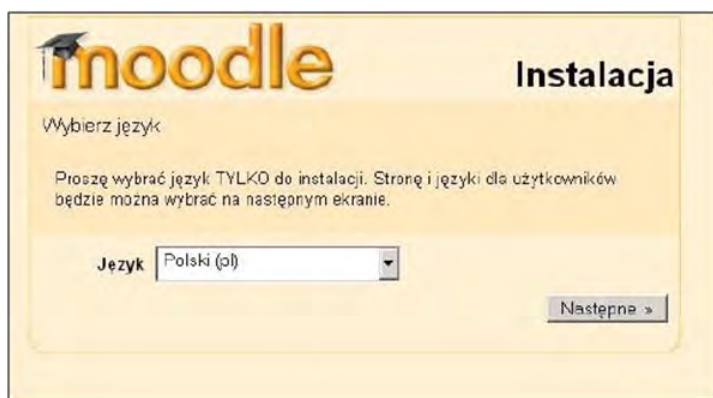 moodle
Instalacja
Wybierz język
Proszę wybrać język TYLKO do instalacji. Stronę i języki dla użytkowników
będzie można wybrać na następnym ekranie.
Język Polski (pl)
Następne »